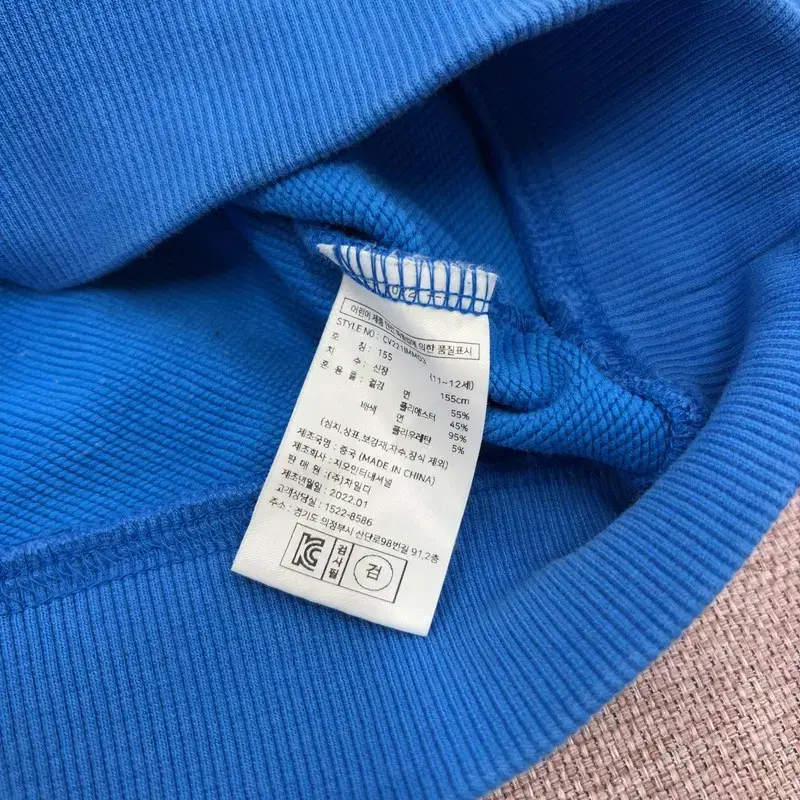 어린이 제품 안전 특별법에 의한 품질표시
STYLE NO :
호 칭 : 155 (11~12세)
치 수 : 신장 155cm
혼 용 률 : 겉감 면 55%
폴리에스터 45%
배색 면 95%
폴리우레탄 5%
(심지,상표,보강재,자수,장식 제외)
제조국명 : 중국 (MADE IN CHINA)
제조회사 : 지오인터내셔널
판 매 원 : (주)차일디
제조년월일 : 2022.01
고객상담실 : 1522-8586
주소 : 경기도 의정부시 산단로98번길 91,2층
KC 검사필 검